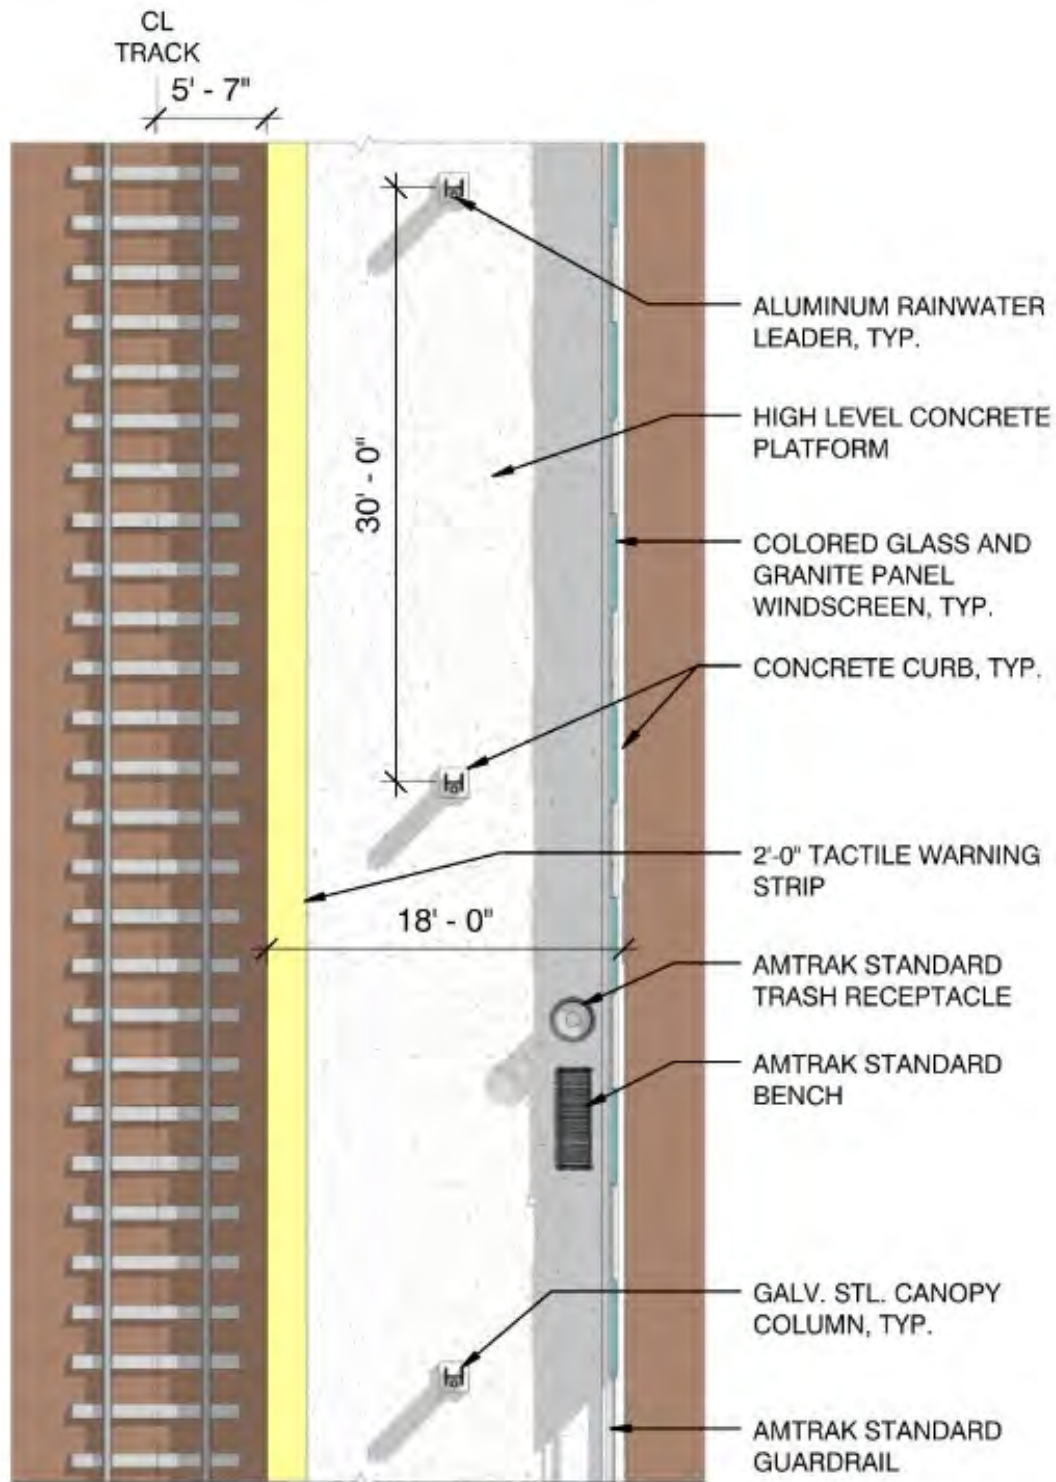 CL
TRACK
5' - 7"
ALUMINUM RAINWATER
LEADER, TYP.
HIGH LEVEL CONCRETE
PLATFORM
30' - 0"
COLORED GLASS AND
GRANITE PANEL
WINDSCREEN, TYP.
CONCRETE CURB, TYP.
2'-0" TACTILE WARNING
STRIP
18' - 0"
AMTRAK STANDARD
TRASH RECEPTACLE
AMTRAK STANDARD
BENCH
GALV. STL. CANOPY
COLUMN, TYP.
AMTRAK STANDARD
GUARDRAIL